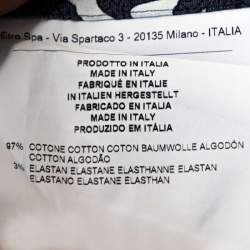 Etro Spa - Via Spartaco 3 - 20135 Milano - ITALIA
PRODOTTO IN ITALIA
MADE IN ITALY
FABRIQUÉ EN ITALIE
IN ITALIEN HERGESTELLT
FABRICADO EN ITALIA
MADE IN ITALY
PRODUZIDO EM ITÁLIA
97% COTONE COTTON COTON BAUMWOLLE ALGODÓN
COTTON ALGODÃO
3% ELASTAN ELASTANE ELASTHANNE ELASTAN
ELASTANO ELASTANE ELASTHAN